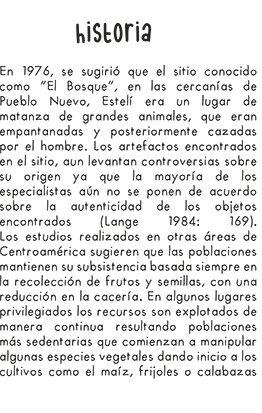 historia
En 1976, se sugirió que el sitio conocido
como "El Bosque", en las cercanías de
Pueblo Nuevo, Estelí era un lugar de
matanza de grandes animales, que eran
empantanadas y posteriormente cazadas
por el hombre. Los artefactos encontrados
en el sitio, aun levantan controversias sobre
su origen ya que la mayoría de los
especialistas aún no se ponen de acuerdo
sobre la autenticidad de los objetos
encontrados (Lange 1984: 169).
Los estudios realizados en otras áreas de
Centroamérica sugieren que las poblaciones
mantienen su subsistencia basada siempre en
la recolección de frutos y semillas, con una
reducción en la cacería. En algunos lugares
privilegiados los recursos son explotados de
manera continua resultando poblaciones
más sedentarias que comienzan a manipular
algunas especies vegetales dando inicio a los
cultivos como el maíz, frijoles o calabazas